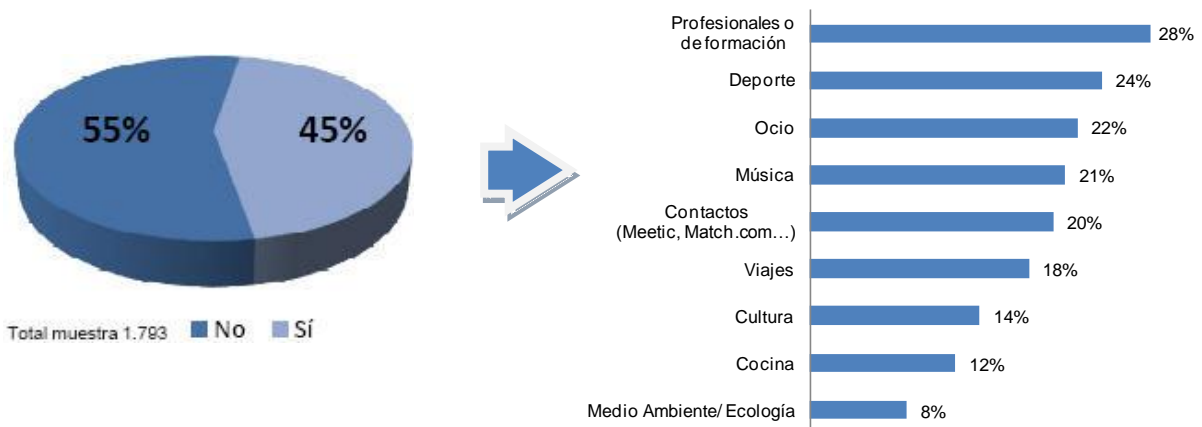 55%
45%
Total muestra 1.793
No
Sí
Profesionales o
de formación
28%
Deporte
24%
Ocio
22%
Música
21%
Contactos
(Meetic, Match.com…)
20%
Viajes
18%
Cultura
14%
Cocina
12%
Medio Ambiente/ Ecología
8%